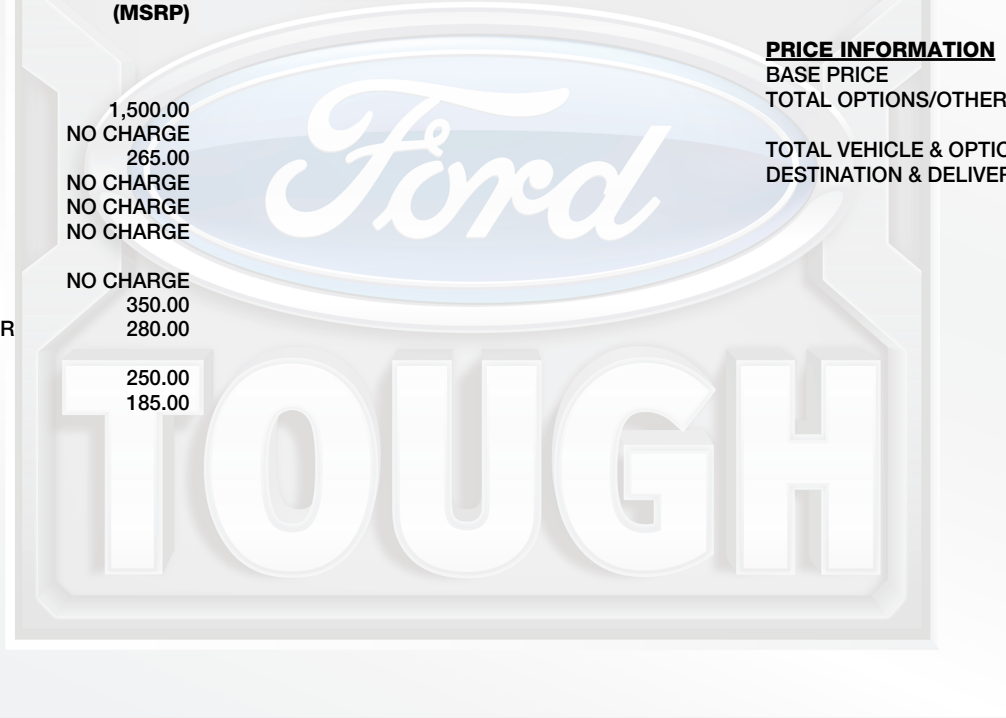 (MSRP)
1,500.00
NO CHARGE
265.00
NO CHARGE
NO CHARGE
NO CHARGE
NO CHARGE
350.00
R 280.00
250.00
185.00
PRICE INFORMATION
BASE PRICE
TOTAL OPTIONS/OTHER
TOTAL VEHICLE & OPTIO
DESTINATION & DELIVER
Ford
TOUGH